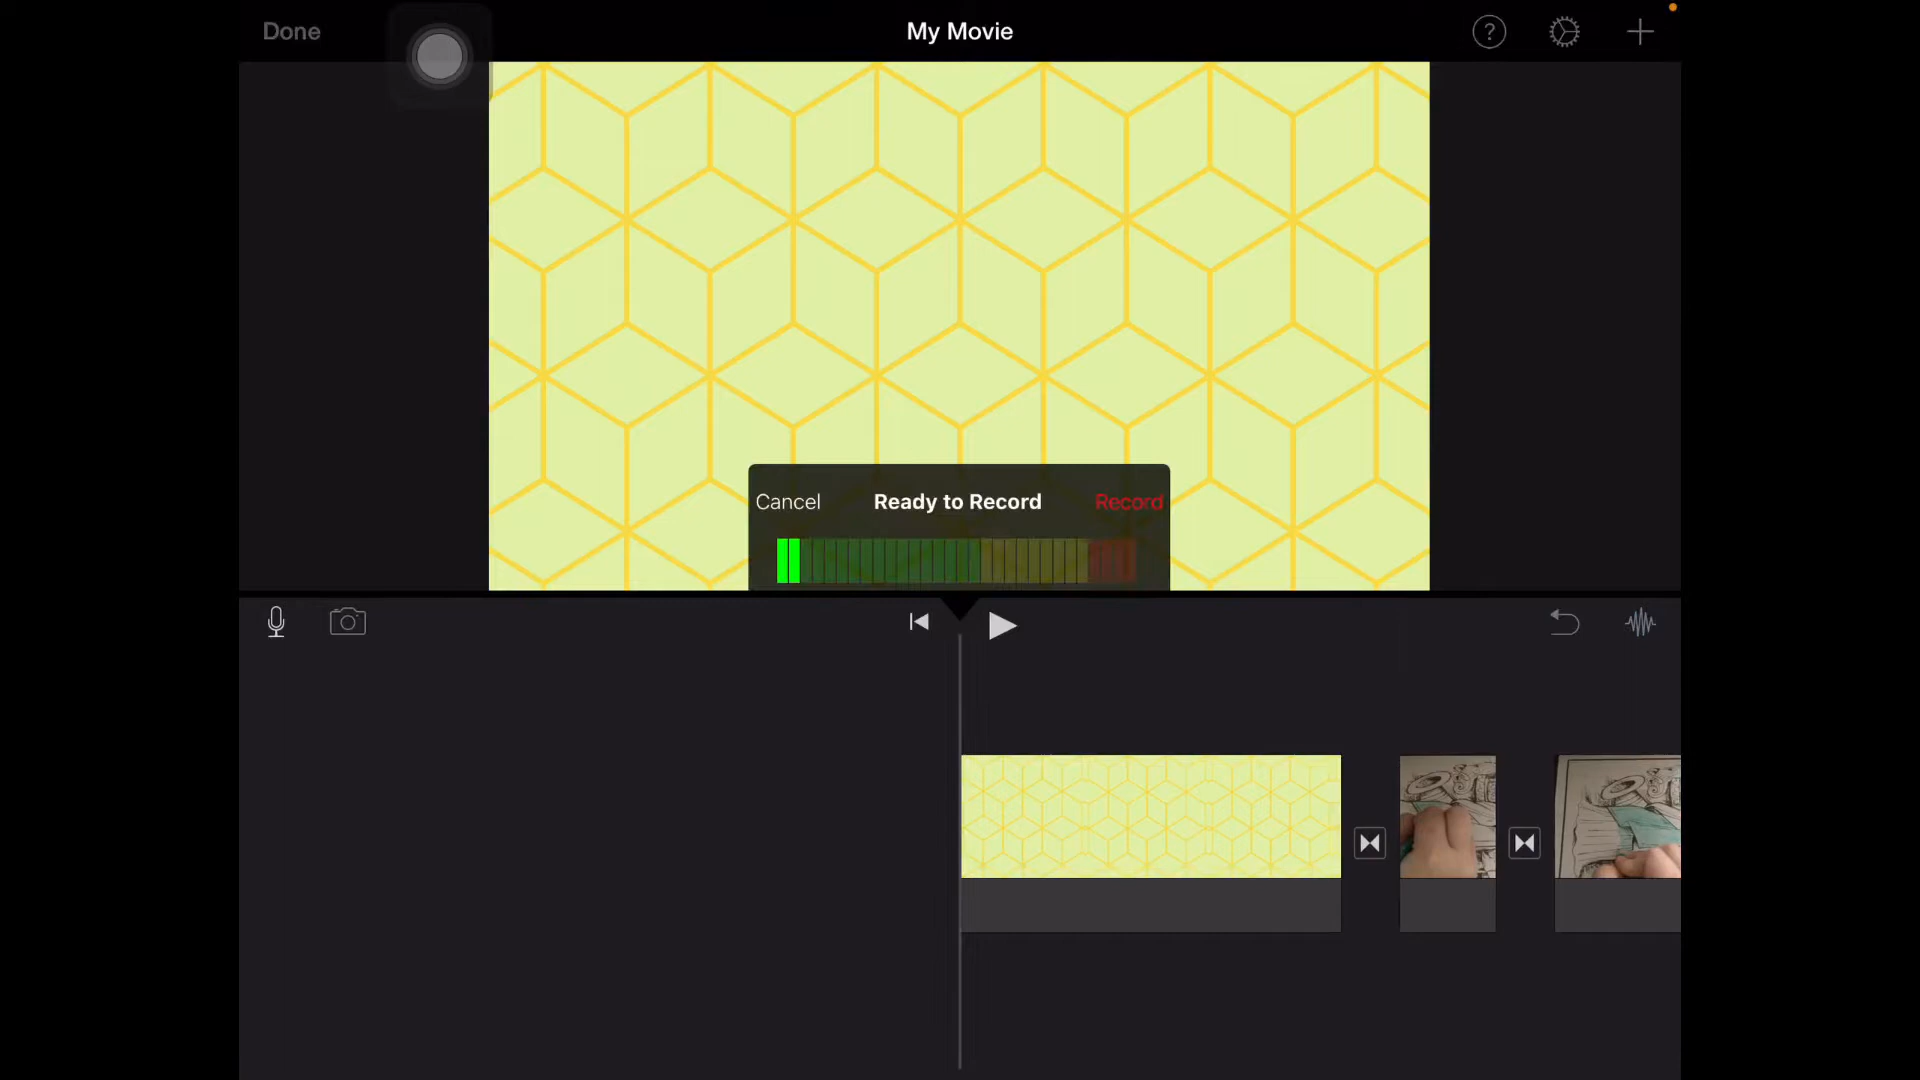 Done
My Movie
?
Cancel
Ready to Record
Record